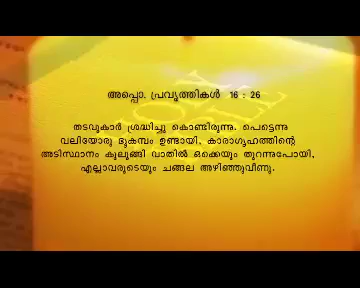 അപ്പൊ. പ്രവൃത്തികൾ 16 : 26
തടവുകാർ ശ്രദ്ധിച്ചു കൊണ്ടിരുന്നു. പെട്ടെന്നു
വലിയോരു ഭൂകമ്പം ഉണ്ടായി, കാരാഗൃഹത്തിന്റെ
അടിസ്ഥാനം കുലുങ്ങി വാതിൽ ഒക്കെയും തുറന്നുപോയി,
എല്ലാവരുടെയും ചങ്ങല അഴിഞ്ഞുവീണു.